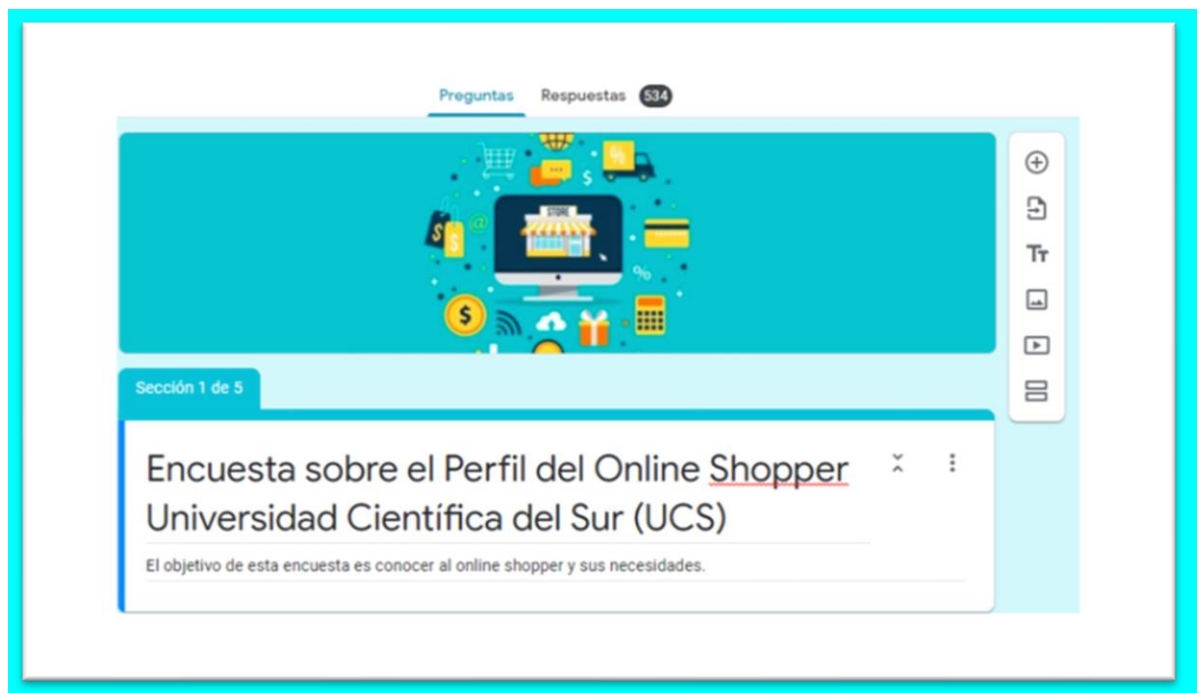 Preguntas Respuestas 534
%
$
STORE
@
$
$
%
$
Tт
Sección 1 de 5
Encuesta sobre el Perfil del Online Shopper
Universidad Científica del Sur (UCS)
El objetivo de esta encuesta es conocer al online shopper y sus necesidades.